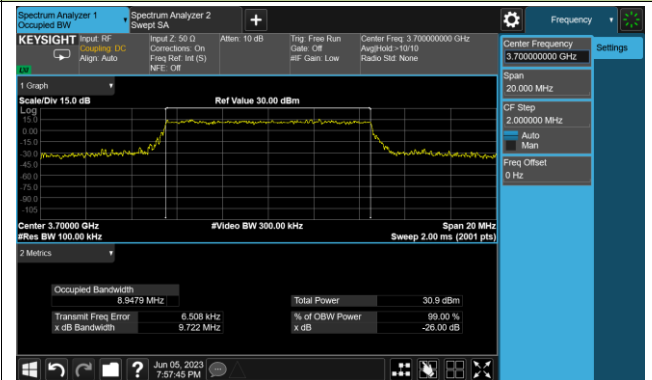 Spectrum Analyzer 1
Occupied BW
Spectrum Analyzer 2
Swept SA
Frequency
KEYSIGHT
Input: RF
Coupling: DC
Align: Auto
Input Z: 50 Ω
Corrections: On
Freq Ref: Int (S)
NFE: Off
Atten: 10 dB
Trig: Free Run
Gate: Off
#IF Gain: Low
Center Freq: 3.700000000 GHz
Avg|Hold:>10/10
Radio Std: None
Center Frequency
3.700000000 GHz
Settings
Span
20.000 MHz
CF Step
2.000000 MHz
Auto
Man
Freq Offset
0 Hz
1 Graph
Scale/Div 15.0 dB
Ref Value 30.00 dBm
Log
15.0
0.00
-15.0
-30.0
-45.0
-60.0
-75.0
-90.0
-105
Center 3.70000 GHz
#Video BW 300.00 kHz
Span 20 MHz
#Res BW 100.00 kHz
Sweep 2.00 ms (2001 pts)
2 Metrics
Occupied Bandwidth
8.9479 MHz
Total Power
30.9 dBm
Transmit Freq Error
6.508 kHz
% of OBW Power
99.00 %
x dB Bandwidth
9.722 MHz
x dB
-26.00 dB
?
Jun 05, 2023
7:57:45 PM